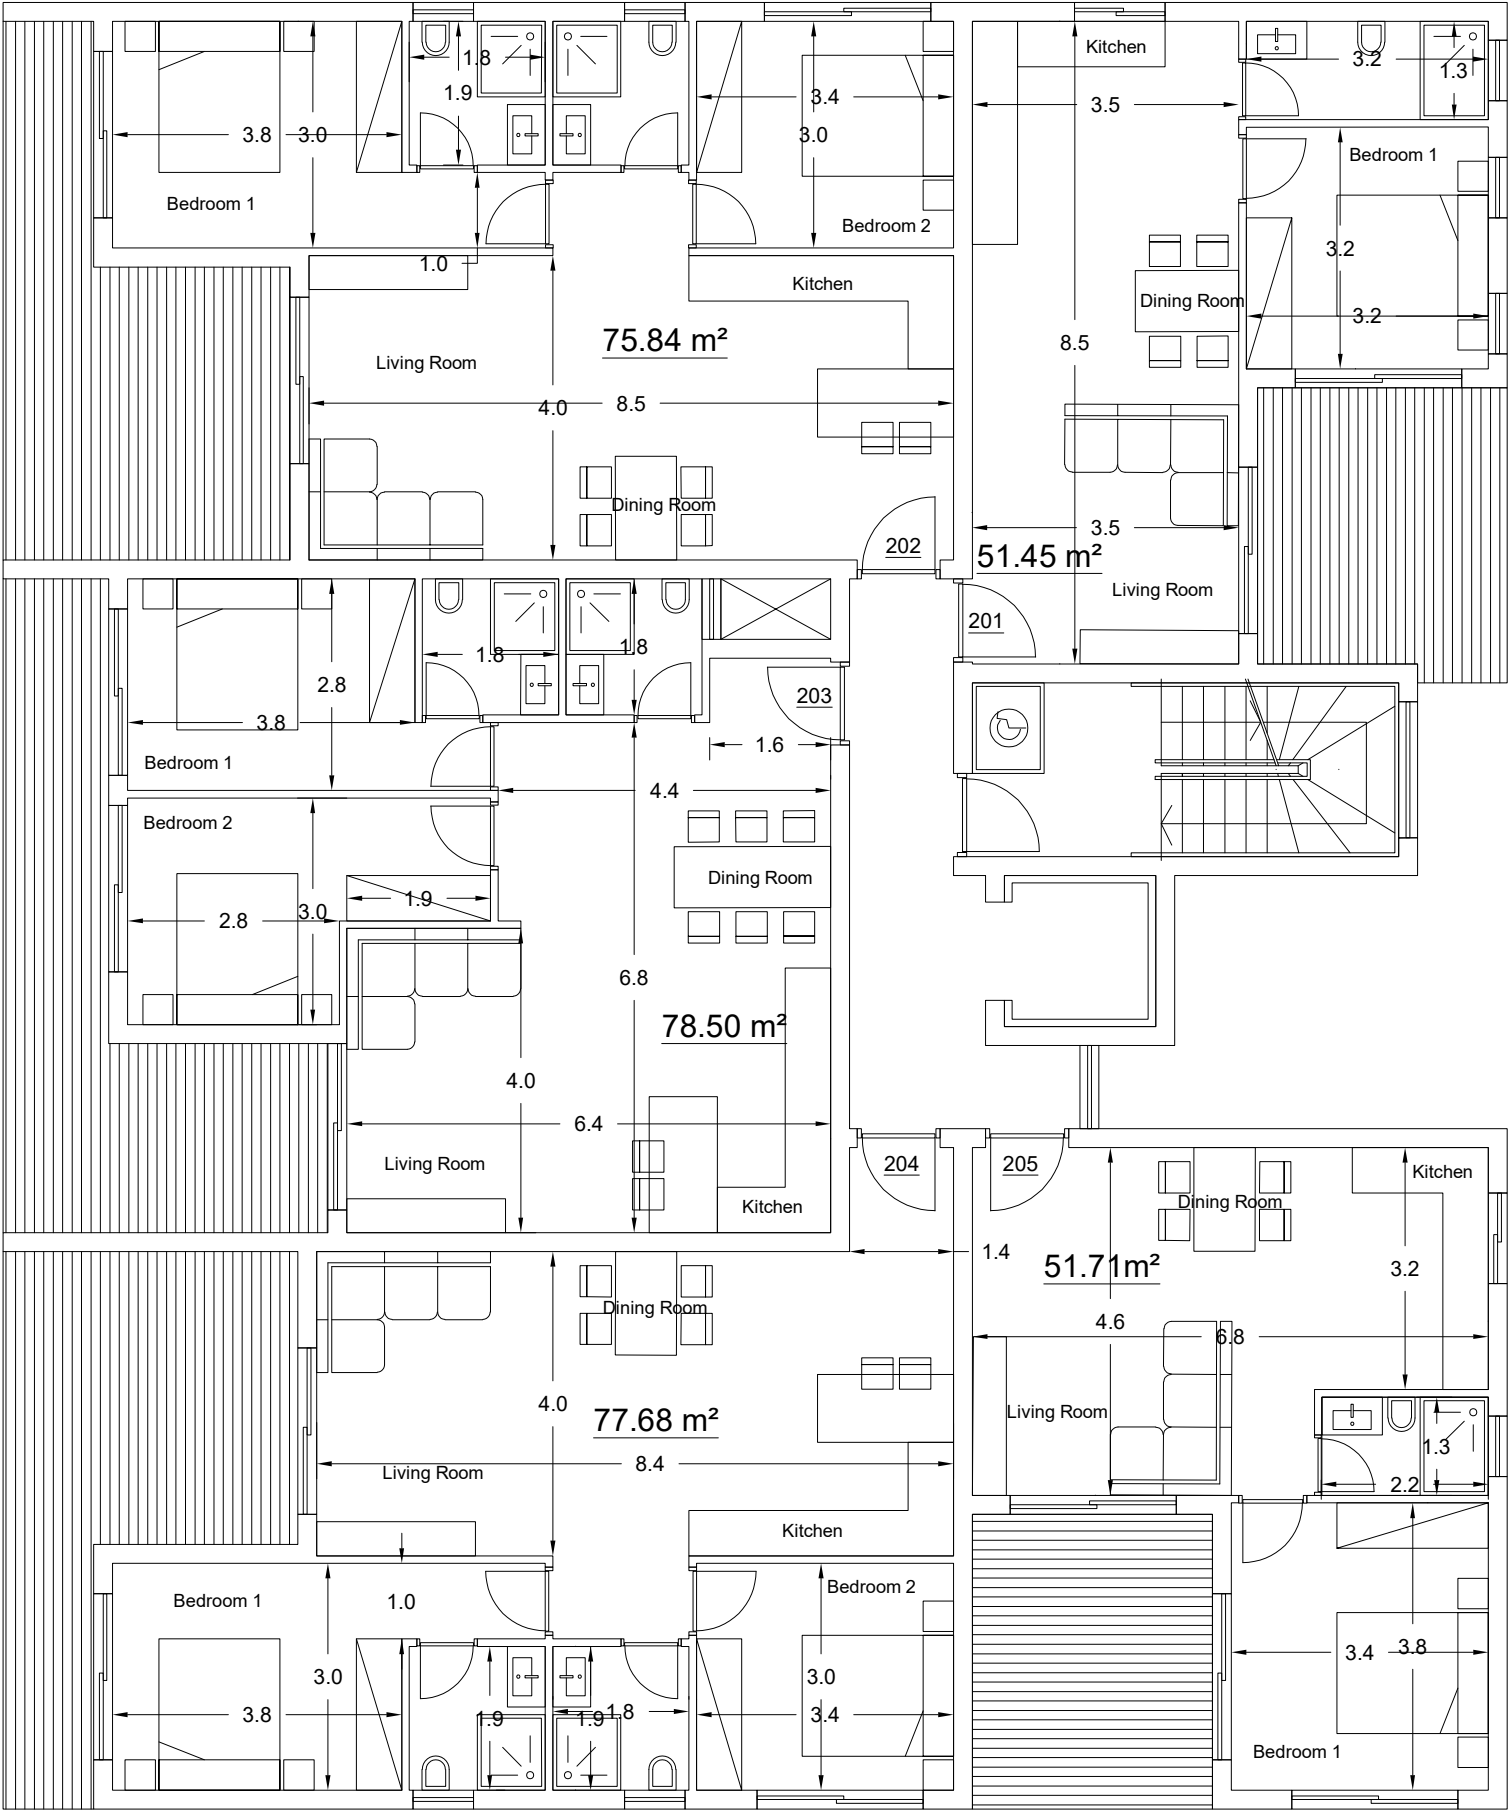 1.8
1.9
3.8
3.0
Bedroom 1
3.4
3.0
Bedroom 2
Kitchen
3.5
3.2
1.3
Bedroom 1
3.2
3.2
Dining Room
8.5
1.0
Kitchen
75.84 m²
Living Room
4.0
8.5
Dining Room
202
3.5
51.45 m²
Living Room
201
1.8
1.8
2.8
3.8
Bedroom 1
203
1.6
4.4
Bedroom 2
Dining Room
1.9
2.8
3.0
6.8
78.50 m²
4.0
6.4
Living Room
Kitchen
204
205
Dining Room
Kitchen
1.4
51.71m²
3.2
4.6
6.8
Living Room
1.3
2.2
Dining Room
4.0
77.68 m²
8.4
Living Room
Kitchen
Bedroom 1
1.0
Bedroom 2
3.0
3.8
1.9
1.9
1.8
3.0
3.4
3.4
3.8
Bedroom 1